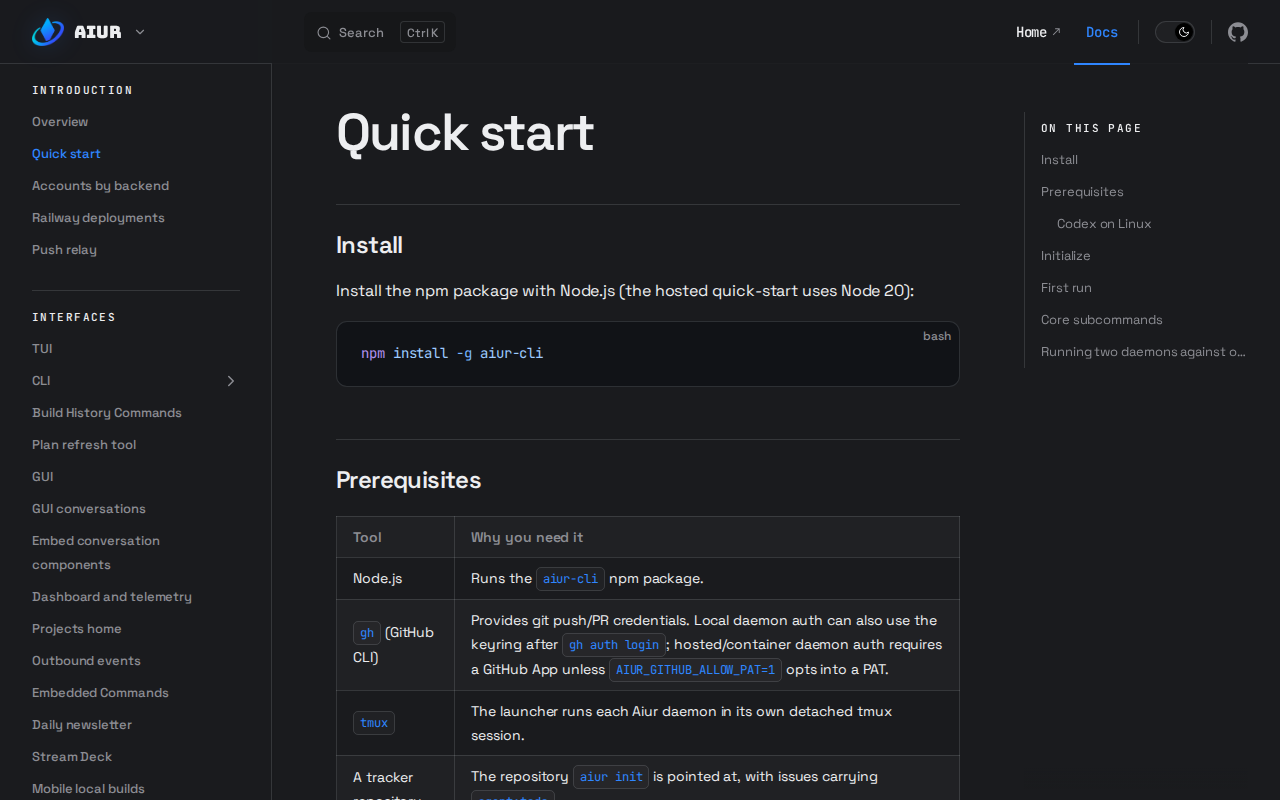 AIUR
Search
Ctrl K
Home
Docs
INTRODUCTION
Overview
Quick start
Accounts by backend
Railway deployments
Push relay
INTERFACES
TUI
CLI
Build History Commands
Plan refresh tool
GUI
GUI conversations
Embed conversation
components
Dashboard and telemetry
Projects home
Outbound events
Embedded Commands
Daily newsletter
Stream Deck
Mobile local builds
Quick start
Install
Install the npm package with Node.js (the hosted quick-start uses Node 20):
bash
npm install -g aiur-cli
Prerequisites
Tool
Why you need it
Node.js
Runs the aiur-cli npm package.
gh (GitHub
CLI)
Provides git push/PR credentials. Local daemon auth can also use the
keyring after gh auth login; hosted/container daemon auth requires
a GitHub App unless AIUR_GITHUB_ALLOW_PAT=1 opts into a PAT.
tmux
The launcher runs each Aiur daemon in its own detached tmux
session.
A tracker
repository
The repository aiur init is pointed at, with issues carrying
ON THIS PAGE
Install
Prerequisites
Codex on Linux
Initialize
First run
Core subcommands
Running two daemons against o...